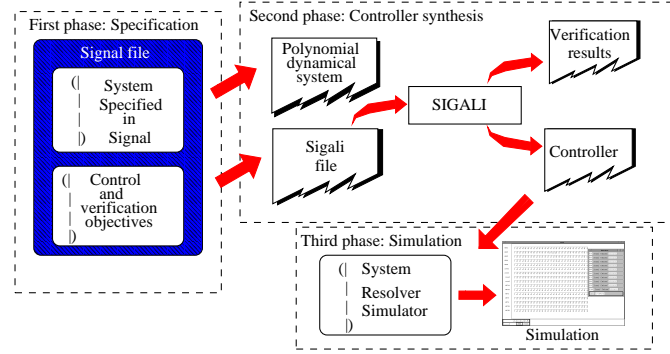 First phase: Specification
Signal file
(| System
| Specified
| in
|) Signal
(| Control
| and
| verification
| objectives
|)
Second phase: Controller synthesis
Polynomial
dynamical
system
Sigali
file
SIGALI
Verification
results
Controller
Third phase: Simulation
(| System
| Resolver
| Simulator
|)
Simulation